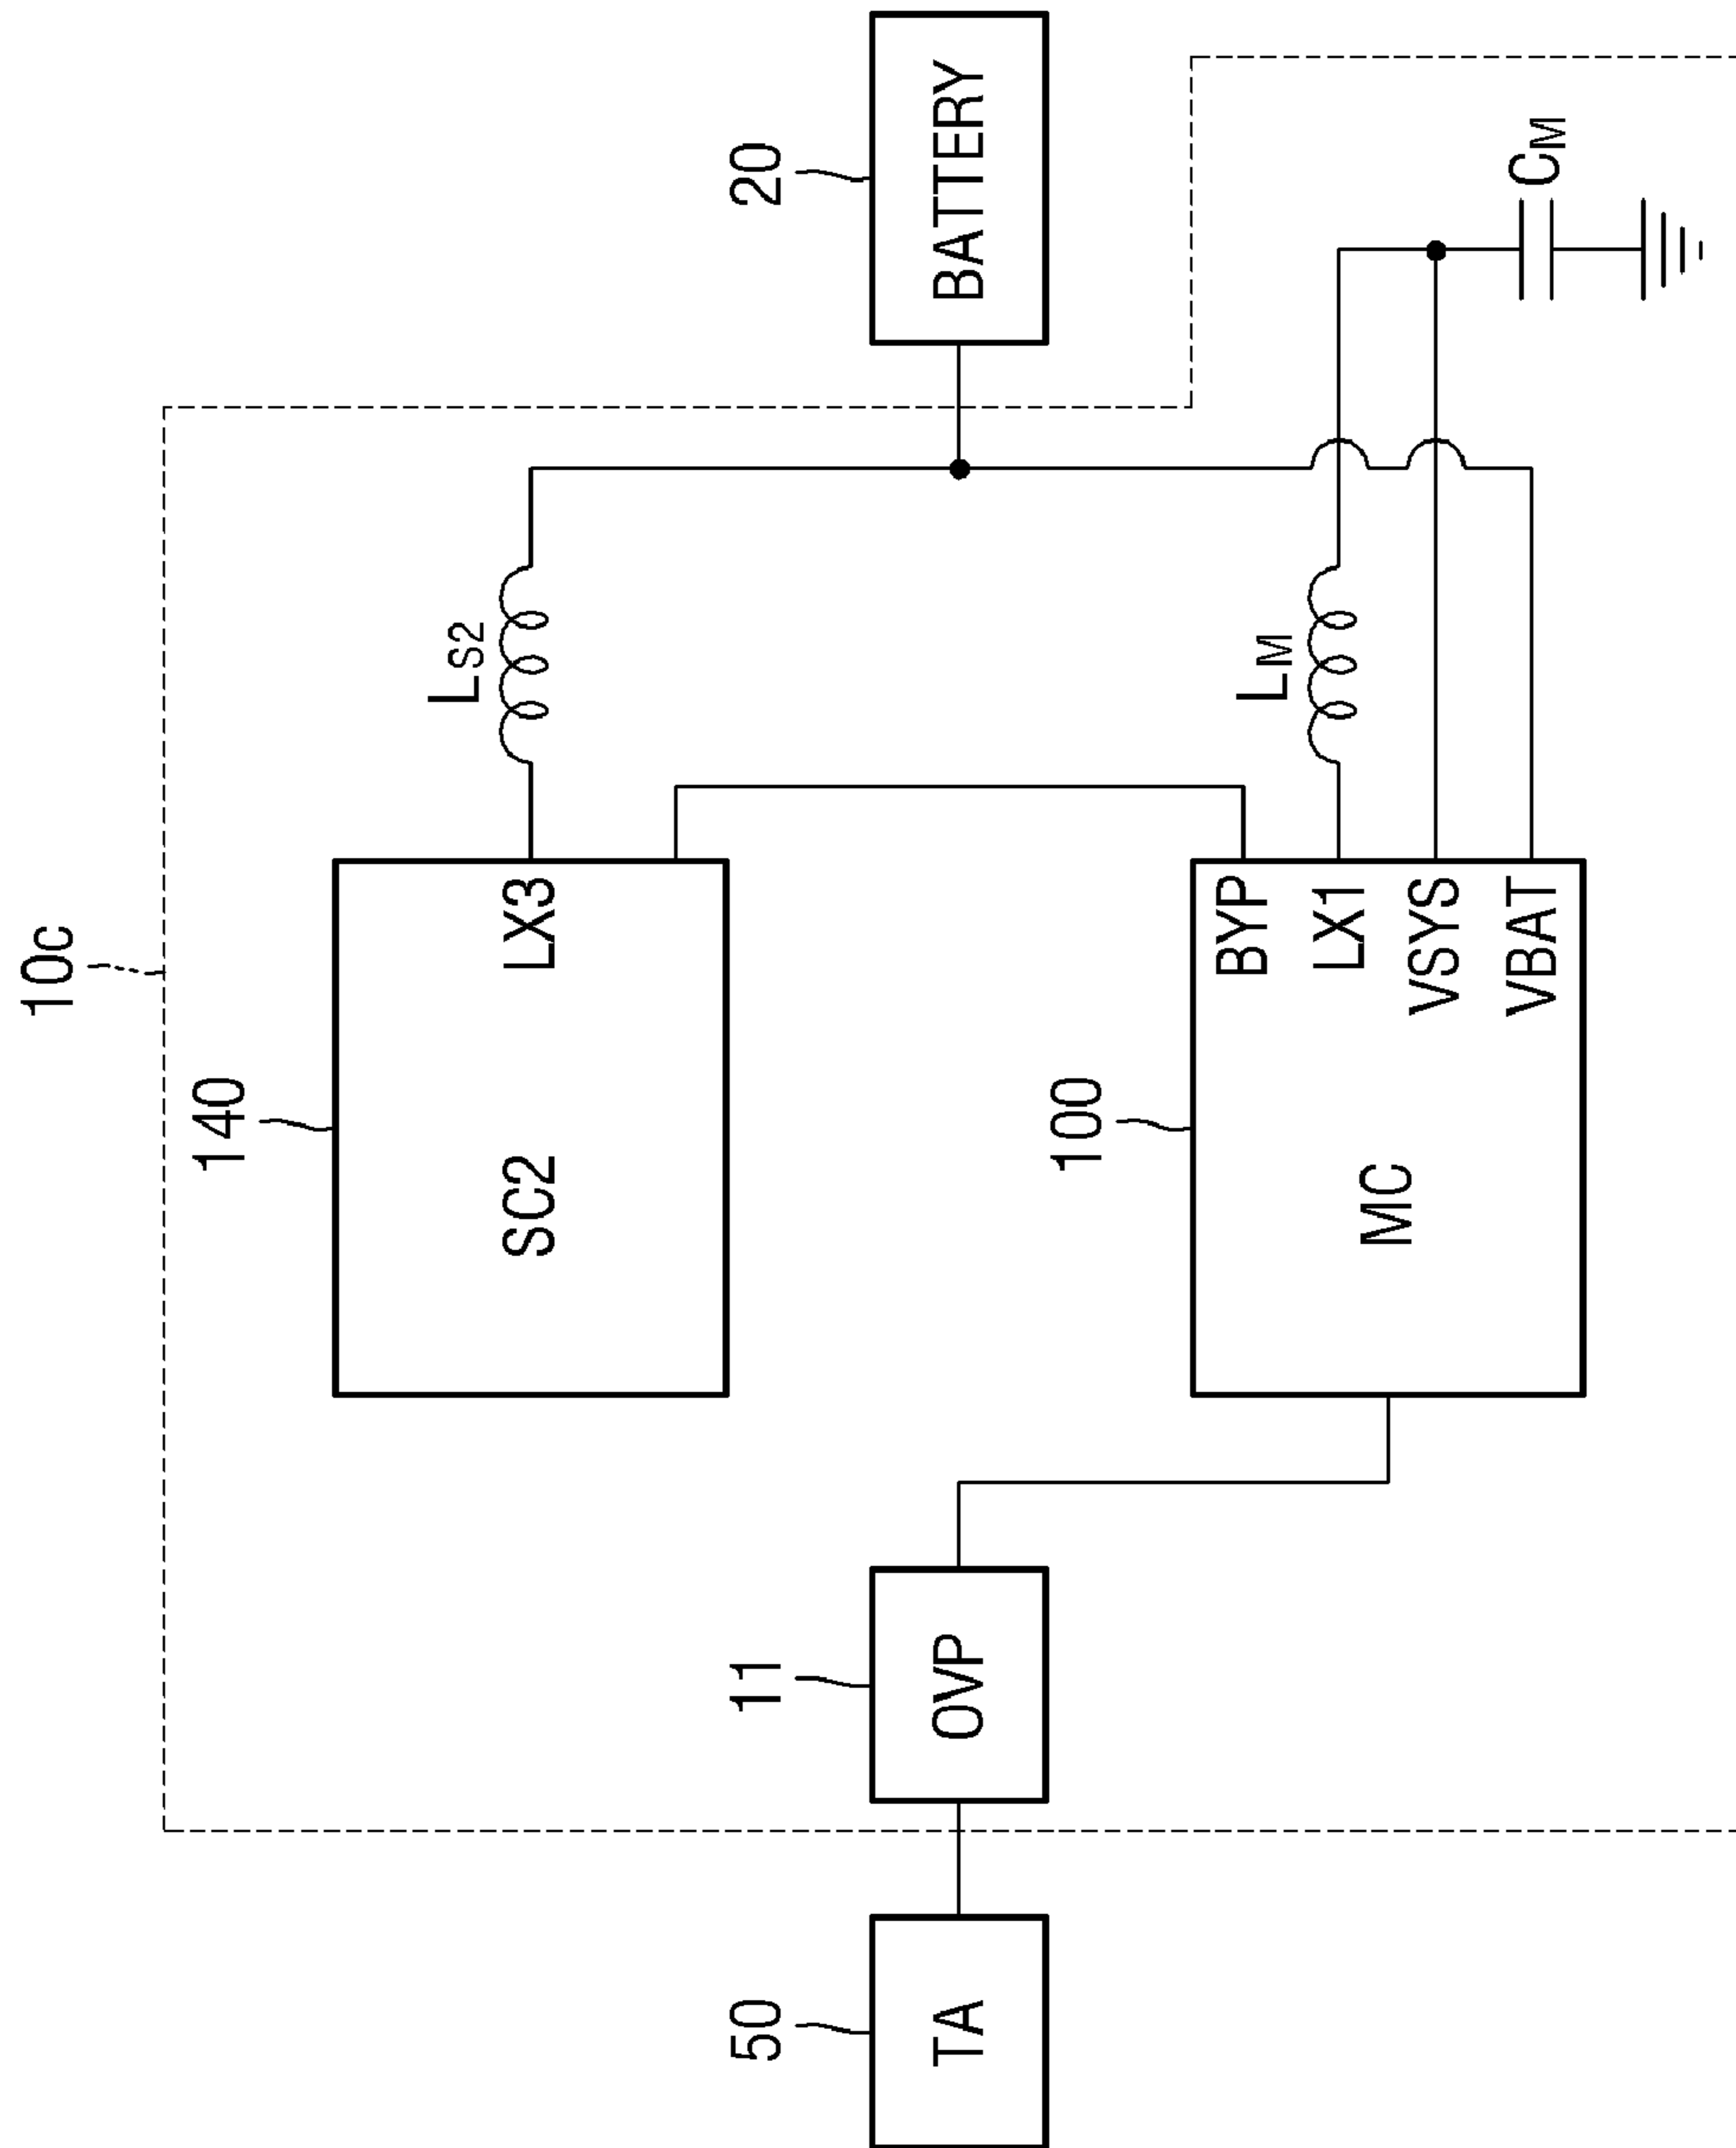 10c
140
SC2
LX3
LS2
20
BATTERY
50
TA
11
OVP
100
MC
BYP
LX1
VSYS
VBAT
LM
CM